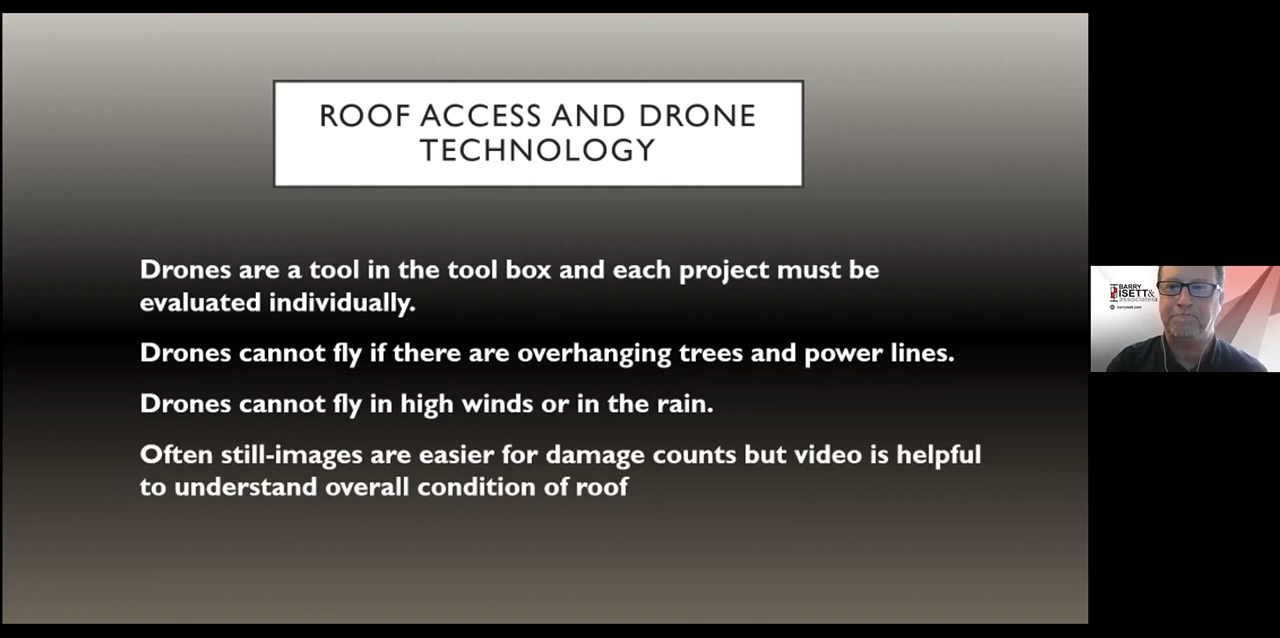 ROOF ACCESS AND DRONE
TECHNOLOGY
Drones are a tool in the tool box and each project must be
evaluated individually.
Drones cannot fly if there are overhanging trees and power lines.
Drones cannot fly in high winds or in the rain.
Often still-images are easier for damage counts but video is helpful
to understand overall condition of roof
BARRY
ISETT&
associates
barryisett.com